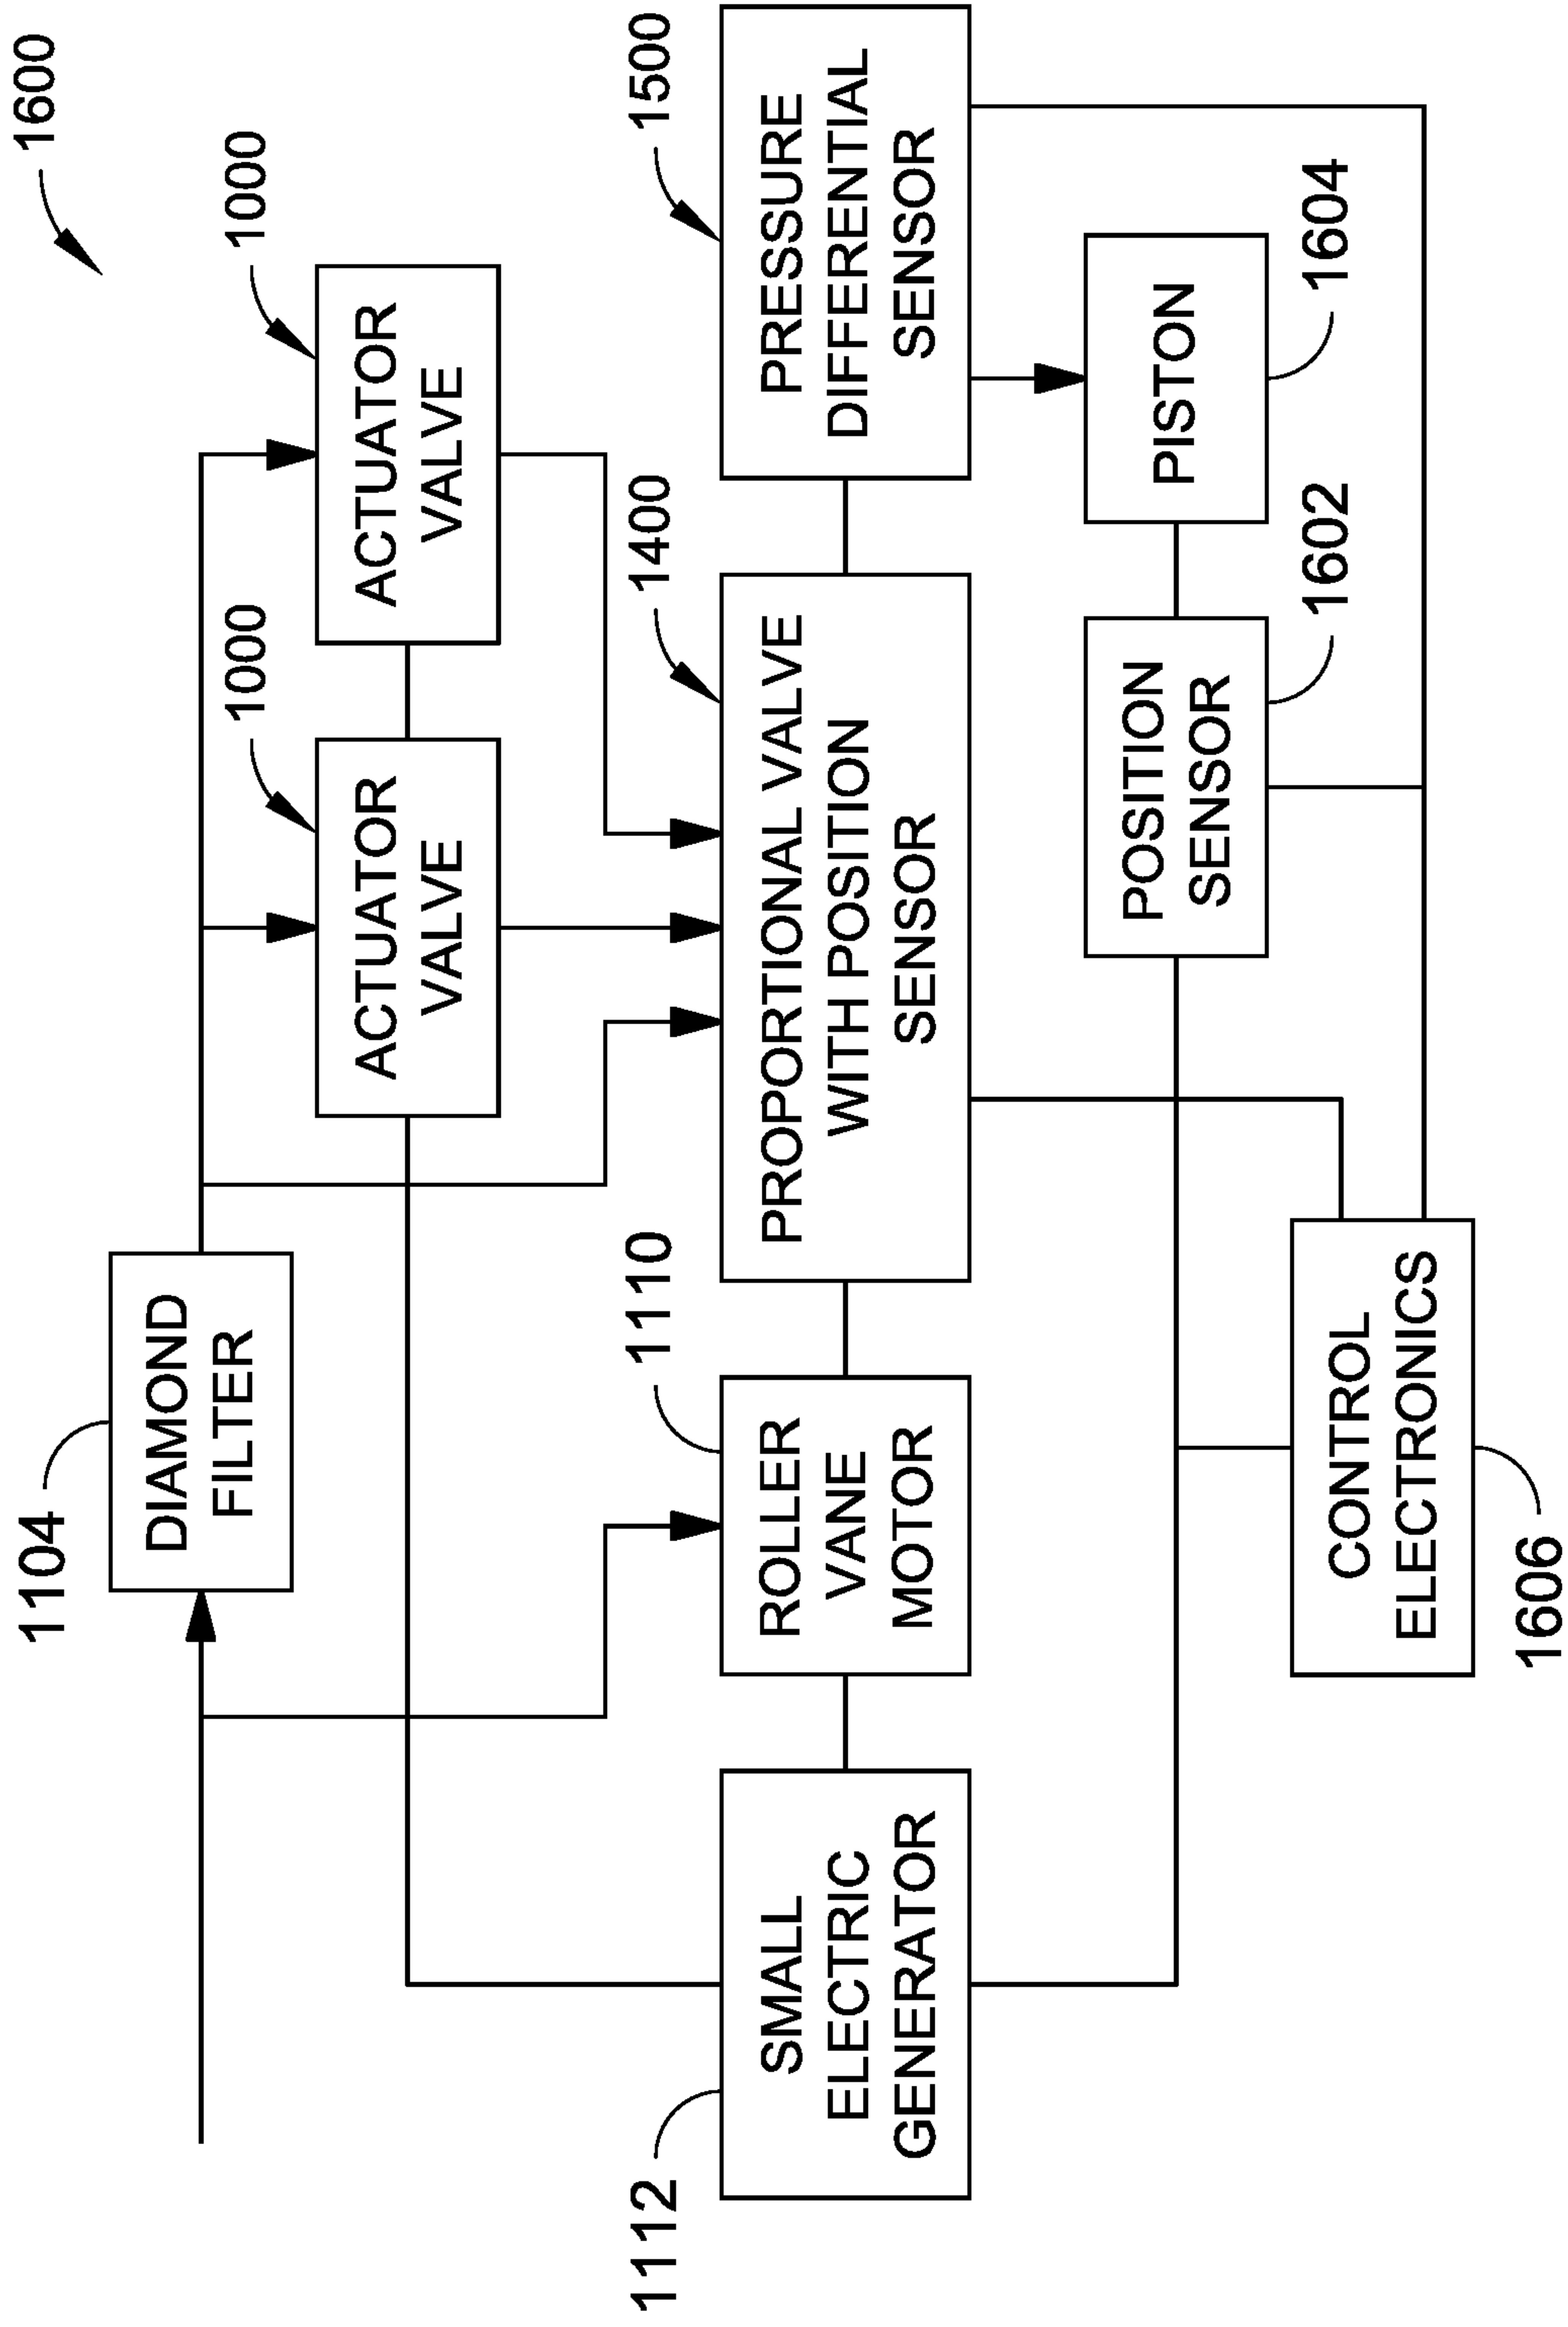 1600
1104
DIAMOND
FILTER
1000
ACTUATOR
VALVE
1000
ACTUATOR
VALVE
1112
SMALL
ELECTRIC
GENERATOR
1110
ROLLER
VANE
MOTOR
1400
PROPORTIONAL VALVE
WITH POSITION
SENSOR
1500
PRESSURE
DIFFERENTIAL
SENSOR
POSITION
SENSOR
1602
PISTON
1604
CONTROL
ELECTRONICS
1606